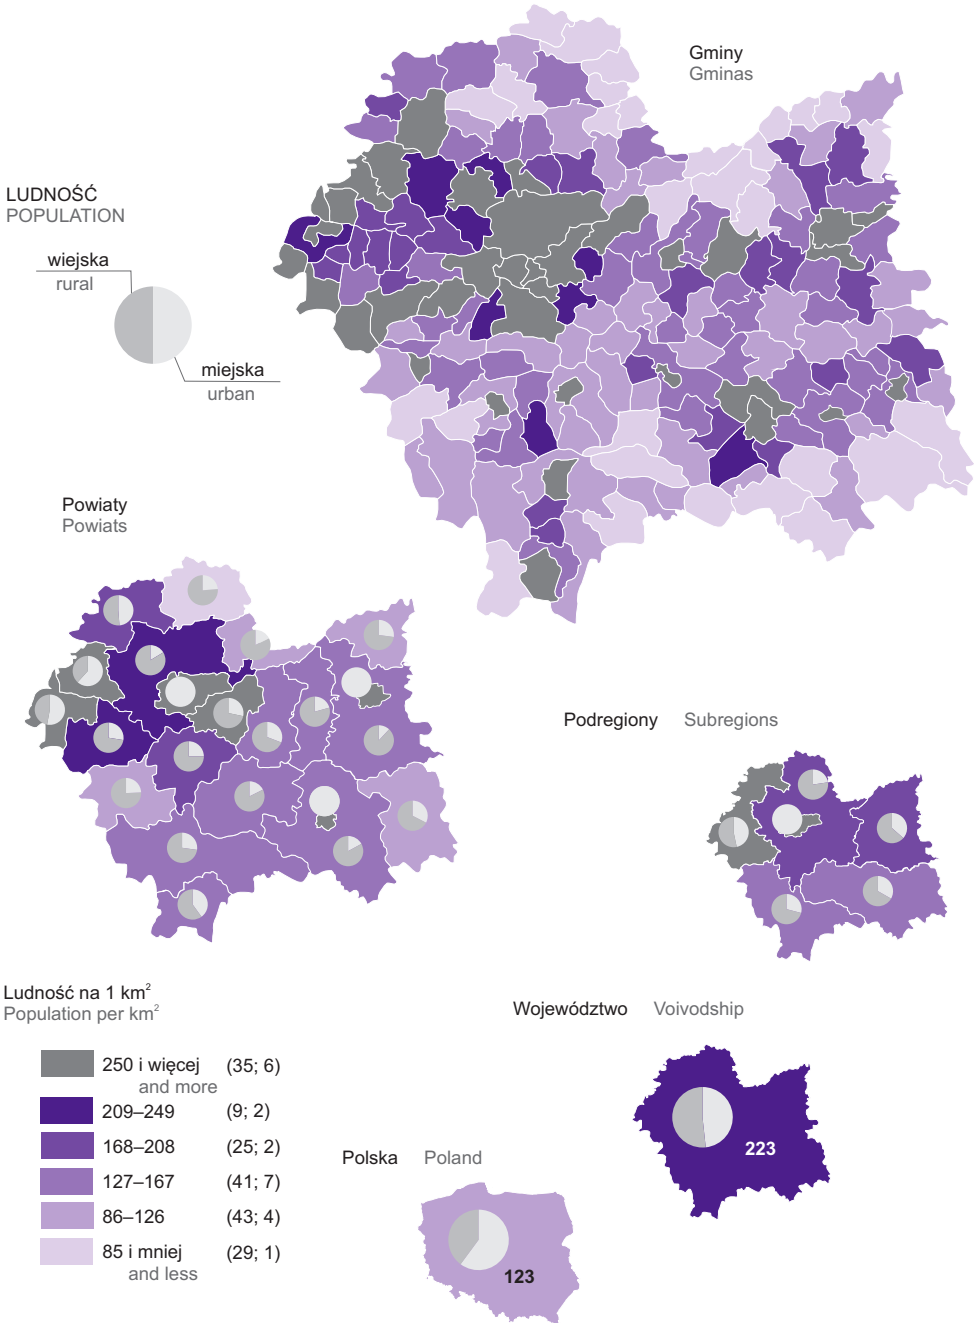 Gminy
Gminas
LUDNOŚĆ
POPULATION
wiejska
rural
miejska
urban
Powiaty
Powiats
Podregiony Subregions
Ludność na 1 km²
Population per km²
250 i więcej (35; 6)
and more
209–249 (9; 2)
168–208 (25; 2)
127–167 (41; 7)
86–126 (43; 4)
85 i mniej (29; 1)
and less
Województwo Voivodship
223
Polska Poland
123